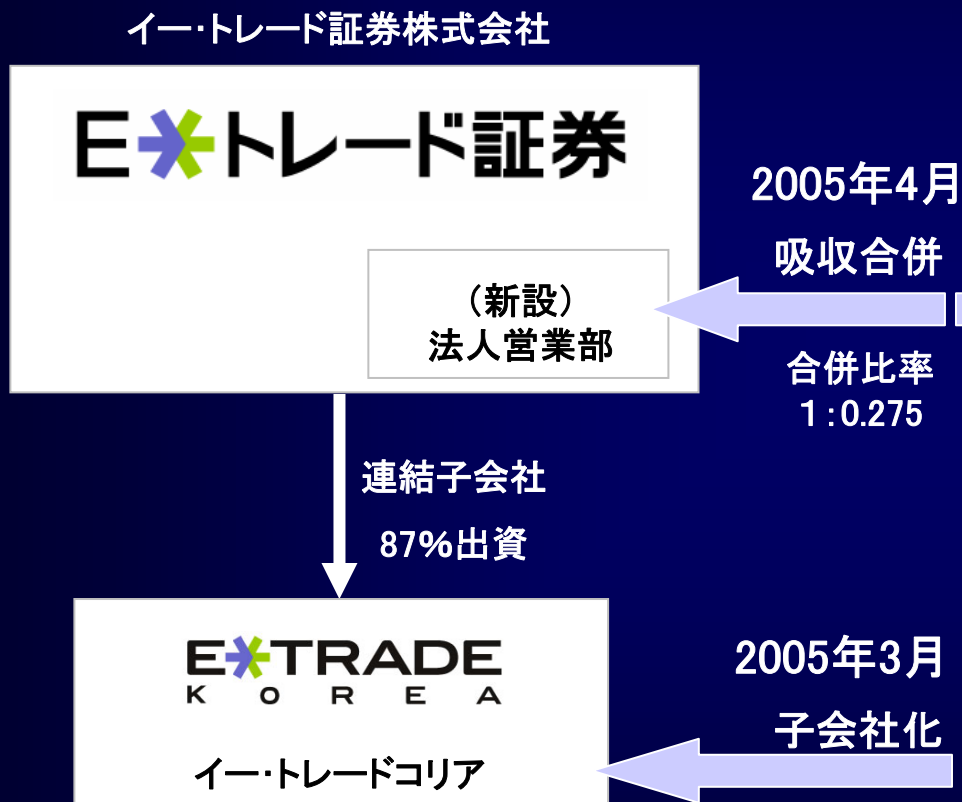 イー・トレード証券株式会社
E*トレード証券
2005年4月
吸収合併
（新設）
法人営業部
合併比率
１：0.275
連結子会社
87%出資
E*TRADE
KOREA
イー・トレードコリア
2005年3月
子会社化